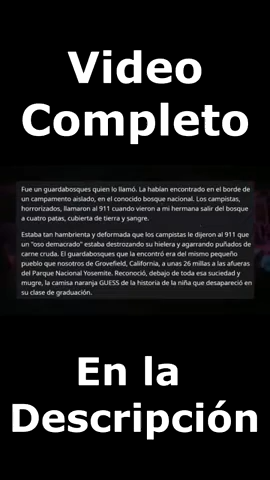 Video
Completo
Fue un guardabosques quien lo llamó. La habían encontrado en el borde de
un campamento aislado, en el conocido bosque nacional. Los campistas,
horrorizados, llamaron al 911 cuando vieron a mi hermana salir del bosque
a cuatro patas, cubierta de tierra y sangre.
Estaba tan hambrienta y deformada que los campistas le dijeron al 911 que
un "oso demacrado" estaba destrozando su hielera y agarrando puñados de
carne cruda. El guardabosques que la encontró era del mismo pequeño
pueblo que nosotros de Grovefield, California, a unas 26 millas a las afueras
del Parque Nacional Yosemite. Reconoció, debajo de toda esa suciedad y
mugre, la camisa naranja GUESS de la historia de la niña que desapareció en
su clase de graduación.
En la
Descripción